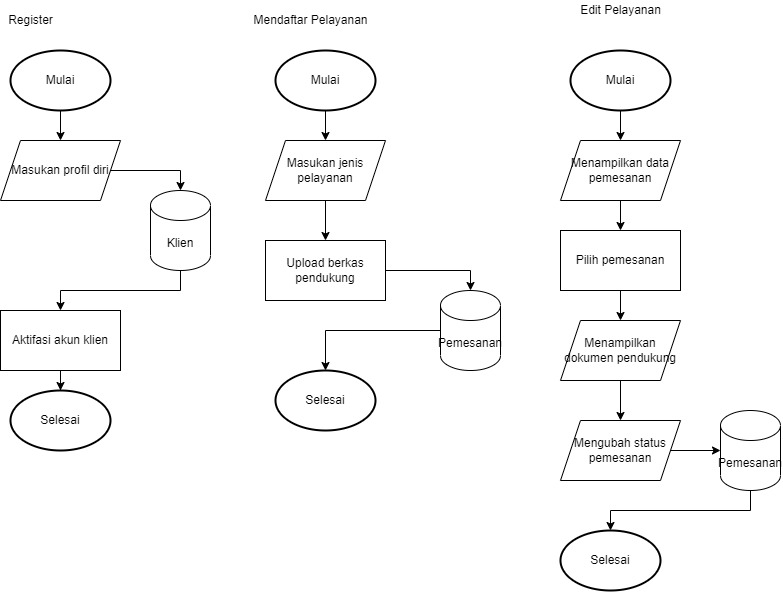 Register
Mulai
Masukan profil diri
Klien
Aktifasi akun klien
Selesai
Mendaftar Pelayanan
Mulai
Masukan jenis
pelayanan
Upload berkas
pendukung
Pemesanan
Selesai
Edit Pelayanan
Mulai
Menampilkan data
pemesanan
Pilih pemesanan
Menampilkan
dokumen pendukung
Mengubah status
pemesanan
Pemesanan
Selesai